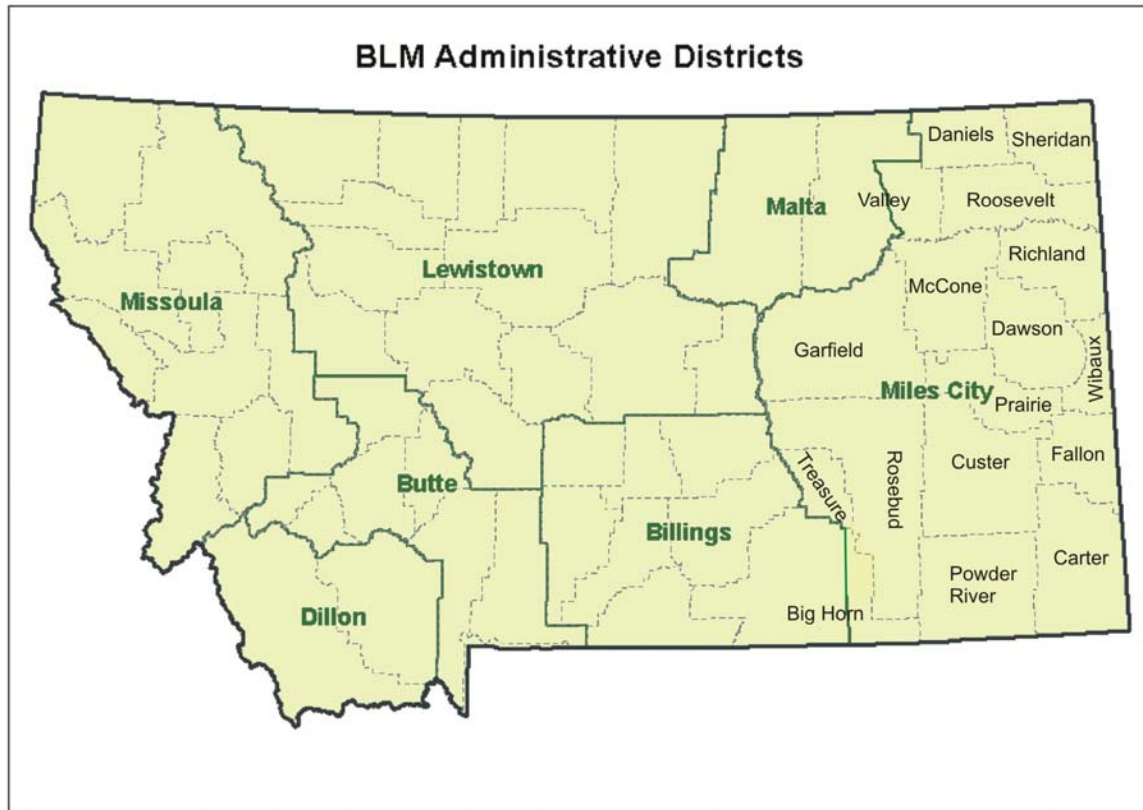 BLM Administrative Districts
Daniels
Sheridan
Malta
Valley
Roosevelt
Lewistown
Richland
Missoula
McCone
Dawson
Garfield
Wibaux
Miles City
Prairie
Treasure
Rosebud
Custer
Fallon
Butte
Billings
Carter
Powder
River
Dillon
Big Horn